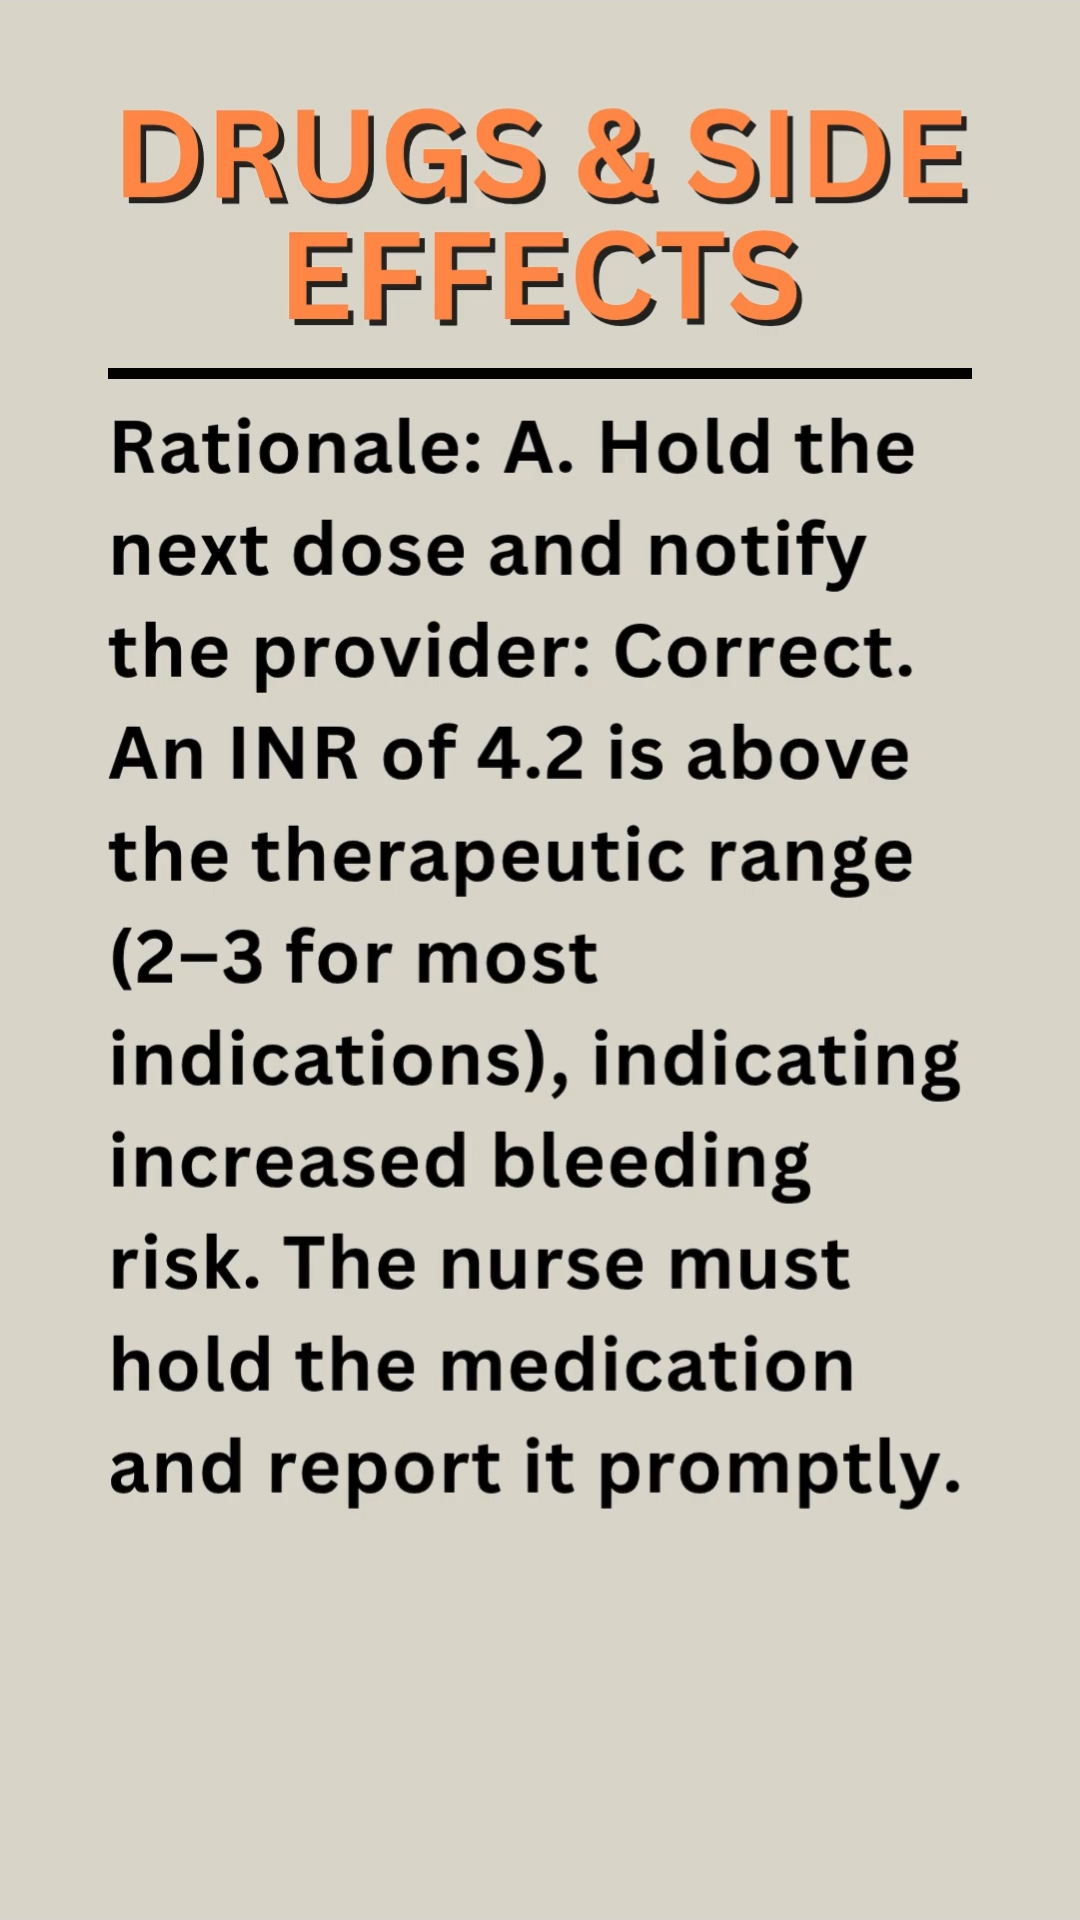 DRUGS & SIDE
EFFECTS
Rationale: A. Hold the
next dose and notify
the provider: Correct.
An INR of 4.2 is above
the therapeutic range
(2–3 for most
indications), indicating
increased bleeding
risk. The nurse must
hold the medication
and report it promptly.